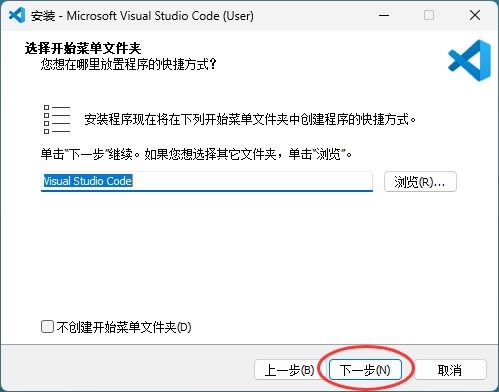 安装 - Microsoft Visual Studio Code (User)
选择开始菜单文件夹
您想在哪里放置程序的快捷方式？
安装程序现在将在下列开始菜单文件夹中创建程序的快捷方式。
单击“下一步”继续。如果您想选择其它文件夹，单击“浏览”。
Visual Studio Code
浏览(R)...
不创建开始菜单文件夹(D)
上一步(B)
下一步(N)
取消